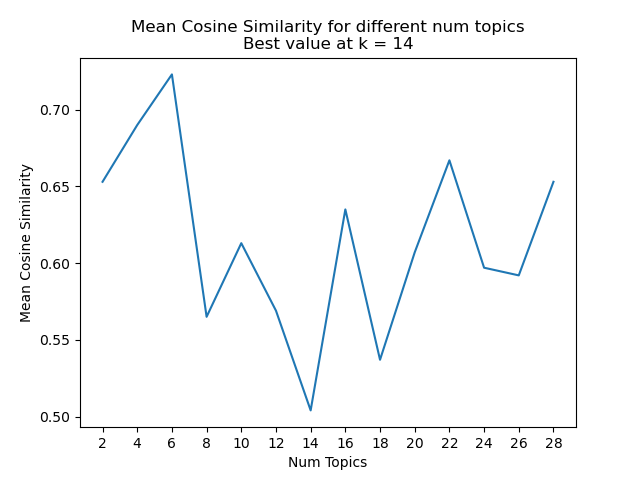 Mean Cosine Similarity for different num topics
Best value at k = 14
Mean Cosine Similarity
0.70
0.65
0.60
0.55
0.50
2 4 6 8 10 12 14 16 18 20 22 24 26 28
Num Topics